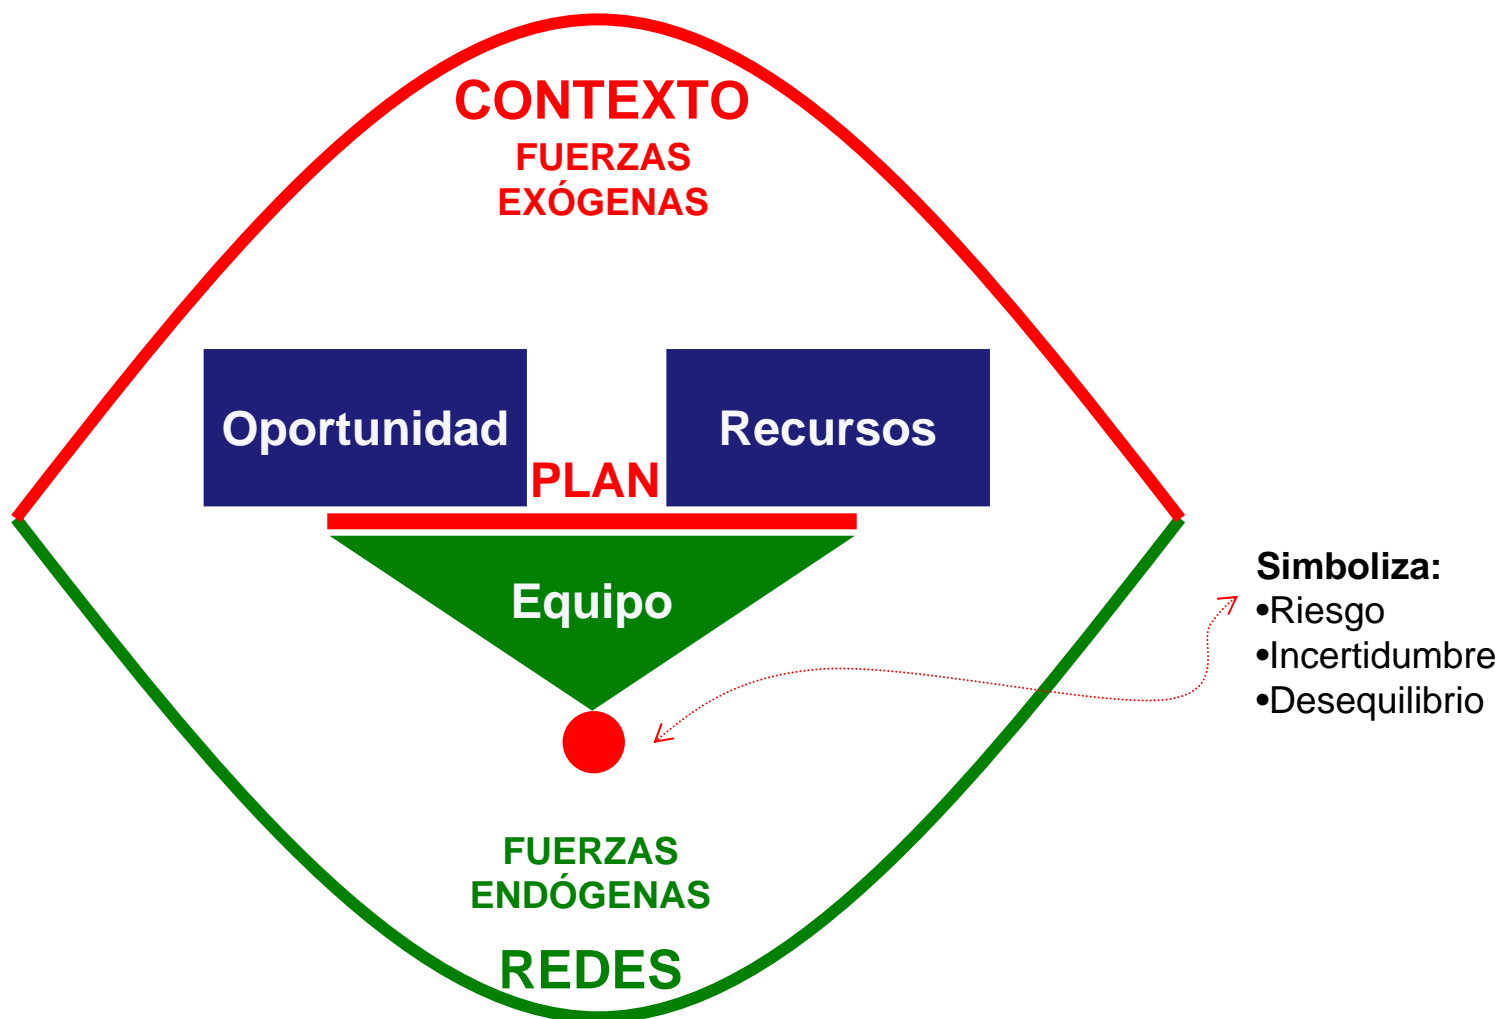 CONTEXTO
FUERZAS
EXÓGENAS
Oportunidad
Recursos
PLAN
Equipo
Simboliza:
•Riesgo
•Incertidumbre
•Desequilibrio
FUERZAS
ENDÓGENAS
REDES